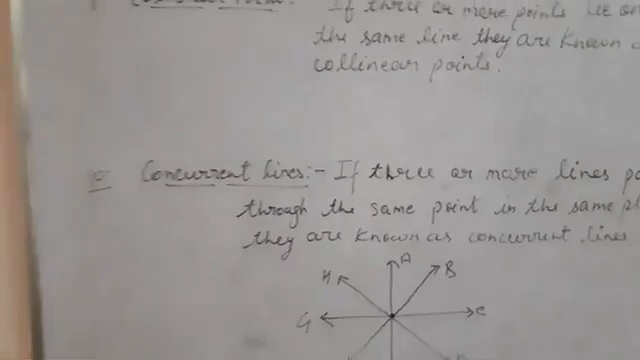 If three or more points lie on
the same line they are known
collinear points.
Concurrent lines:- If three or more lines
through the same point in the same
they are known as concurrent lines
A
B
H
G
C